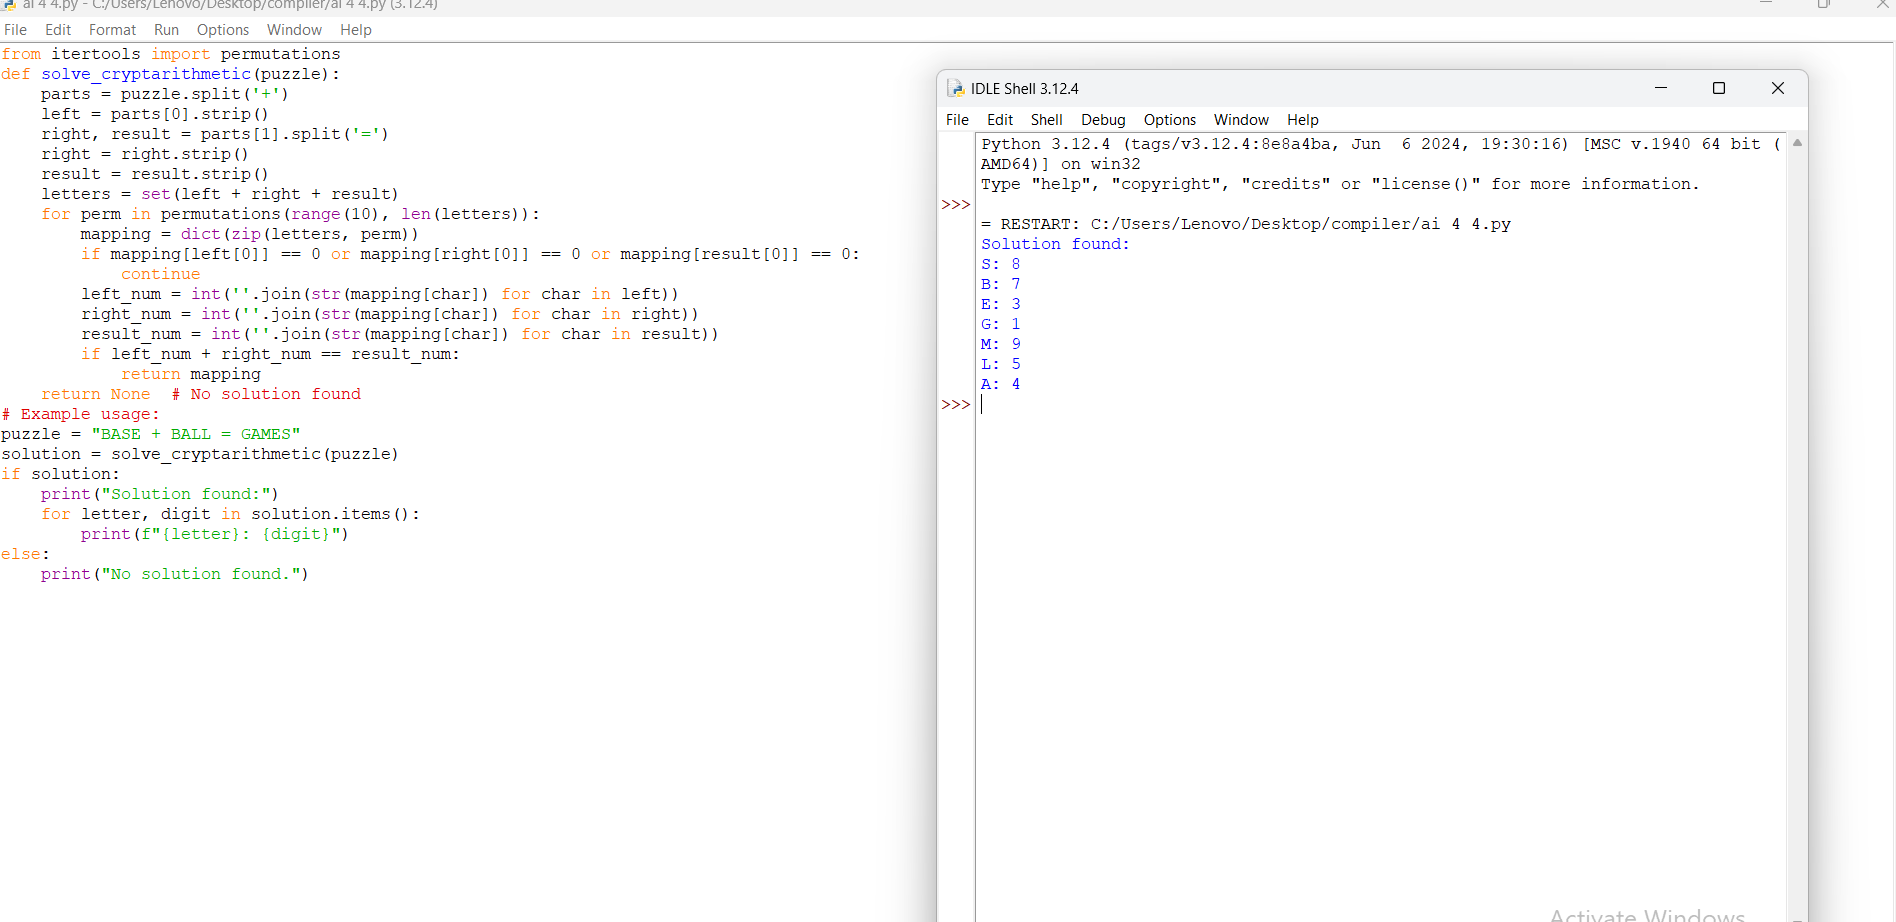 ai 4 4.py - C:/Users/Lenovo/Desktop/compiler/ai 4 4.py (3.12.4)
File Edit Format Run Options Window Help
from itertools import permutations
def solve_cryptarithmetic(puzzle):
    parts = puzzle.split('+')
    left = parts[0].strip()
    right, result = parts[1].split('=')
    right = right.strip()
    result = result.strip()
    letters = set(left + right + result)
    for perm in permutations(range(10), len(letters)):
        mapping = dict(zip(letters, perm))
        if mapping[left[0]] == 0 or mapping[right[0]] == 0 or mapping[result[0]] == 0:
            continue
        left_num = int(''.join(str(mapping[char]) for char in left))
        right_num = int(''.join(str(mapping[char]) for char in right))
        result_num = int(''.join(str(mapping[char]) for char in result))
        if left_num + right_num == result_num:
            return mapping
    return None  # No solution found
# Example usage:
puzzle = "BASE + BALL = GAMES"
solution = solve_cryptarithmetic(puzzle)
if solution:
    print("Solution found:")
    for letter, digit in solution.items():
        print(f"{letter}: {digit}")
else:
    print("No solution found.")
IDLE Shell 3.12.4
File Edit Shell Debug Options Window Help
Python 3.12.4 (tags/v3.12.4:8e8a4ba, Jun  6 2024, 19:30:16) [MSC v.1940 64 bit (
AMD64)] on win32
Type "help", "copyright", "credits" or "license()" for more information.
>>>
= RESTART: C:/Users/Lenovo/Desktop/compiler/ai 4 4.py
Solution found:
S: 8
B: 7
E: 3
G: 1
M: 9
L: 5
A: 4
>>>
Activate Windows